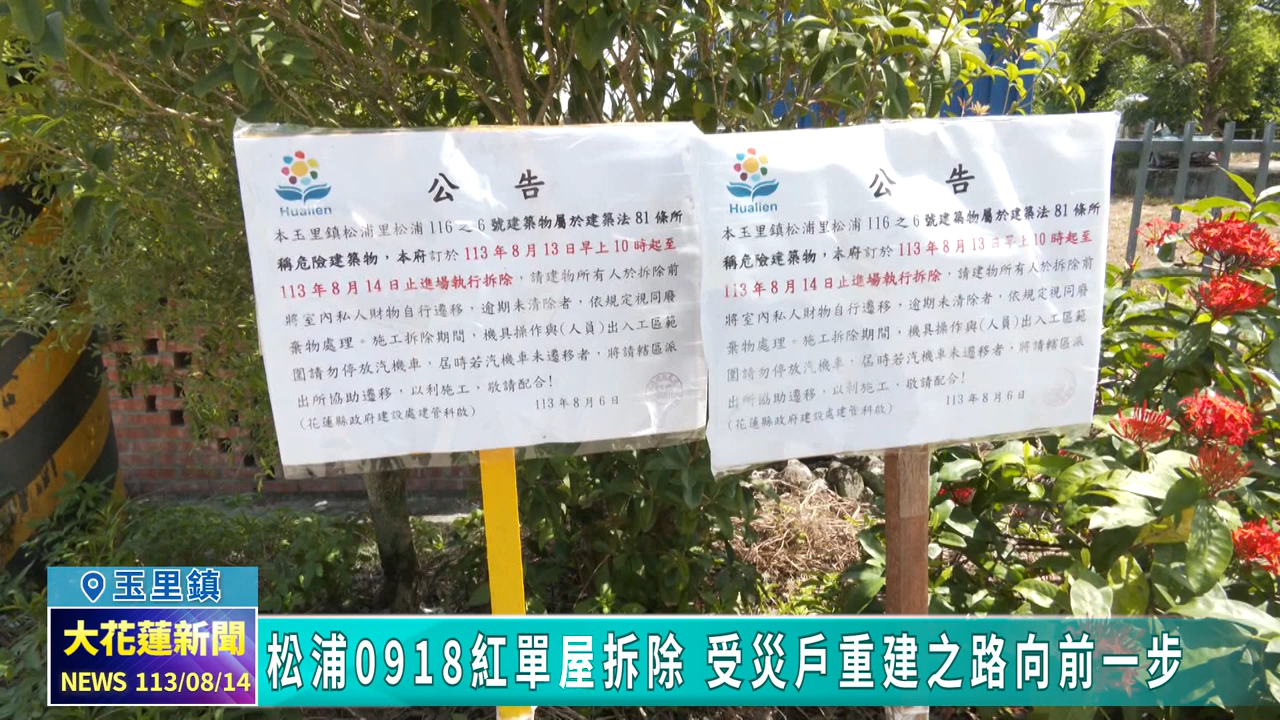 Hualien
公告
本玉里鎮松浦里松浦116之6號建築物屬於建築法81條所
稱危險建築物，本府訂於113年8月13日早上10時起至
113年8月14日止進場執行拆除，請建物所有人於拆除前
將室內私人財物自行遷移，逾期未清除者，依規定視同廢
棄物處理。施工拆除期間，機具操作與(人員)出入工區範
圍請勿停放汽機車，屆時若汽機車未遷移者，將請轄區派
出所協助遷移，以利施工，敬請配合!
(花蓮縣政府建設處建管科啟) 113年8月6日
Hualien
公告
本玉里鎮松浦里松浦116之6號建築物屬於建築法81條所
稱危險建築物，本府訂於113年8月13日早上10時起至
113年8月14日止進場執行拆除，請建物所有人於拆除前
將室內私人財物自行遷移，逾期未清除者，依規定視同廢
棄物處理。施工拆除期間，機具操作與(人員)出入工區範
圍請勿停放汽機車，屆時若汽機車未遷移者，將請轄區派
出所協助遷移，以利施工，敬請配合!
(花蓮縣政府建設處建管科啟) 113年8月6日
玉里鎮
大花蓮新聞
NEWS 113/08/14
松浦0918紅單屋拆除 受災戶重建之路向前一步